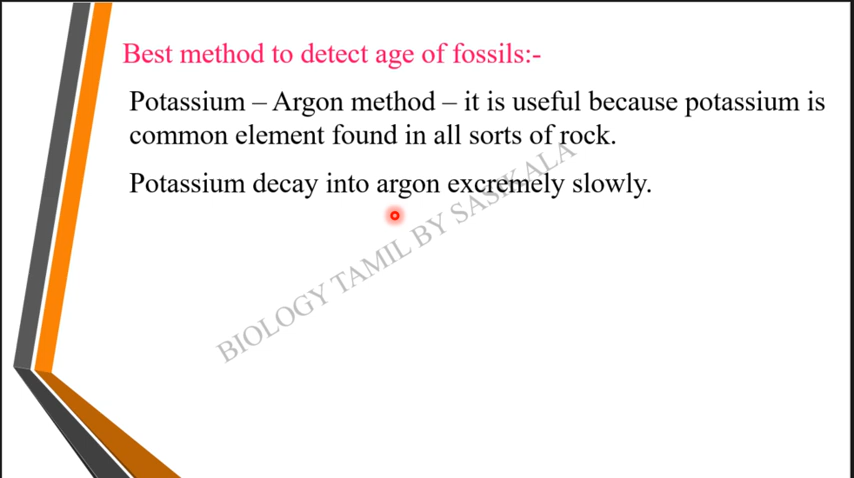 Best method to detect age of fossils:-
Potassium – Argon method – it is useful because potassium is
common element found in all sorts of rock.
Potassium decay into argon excremely slowly.
BIOLOGY TAMIL BY SASIKALA